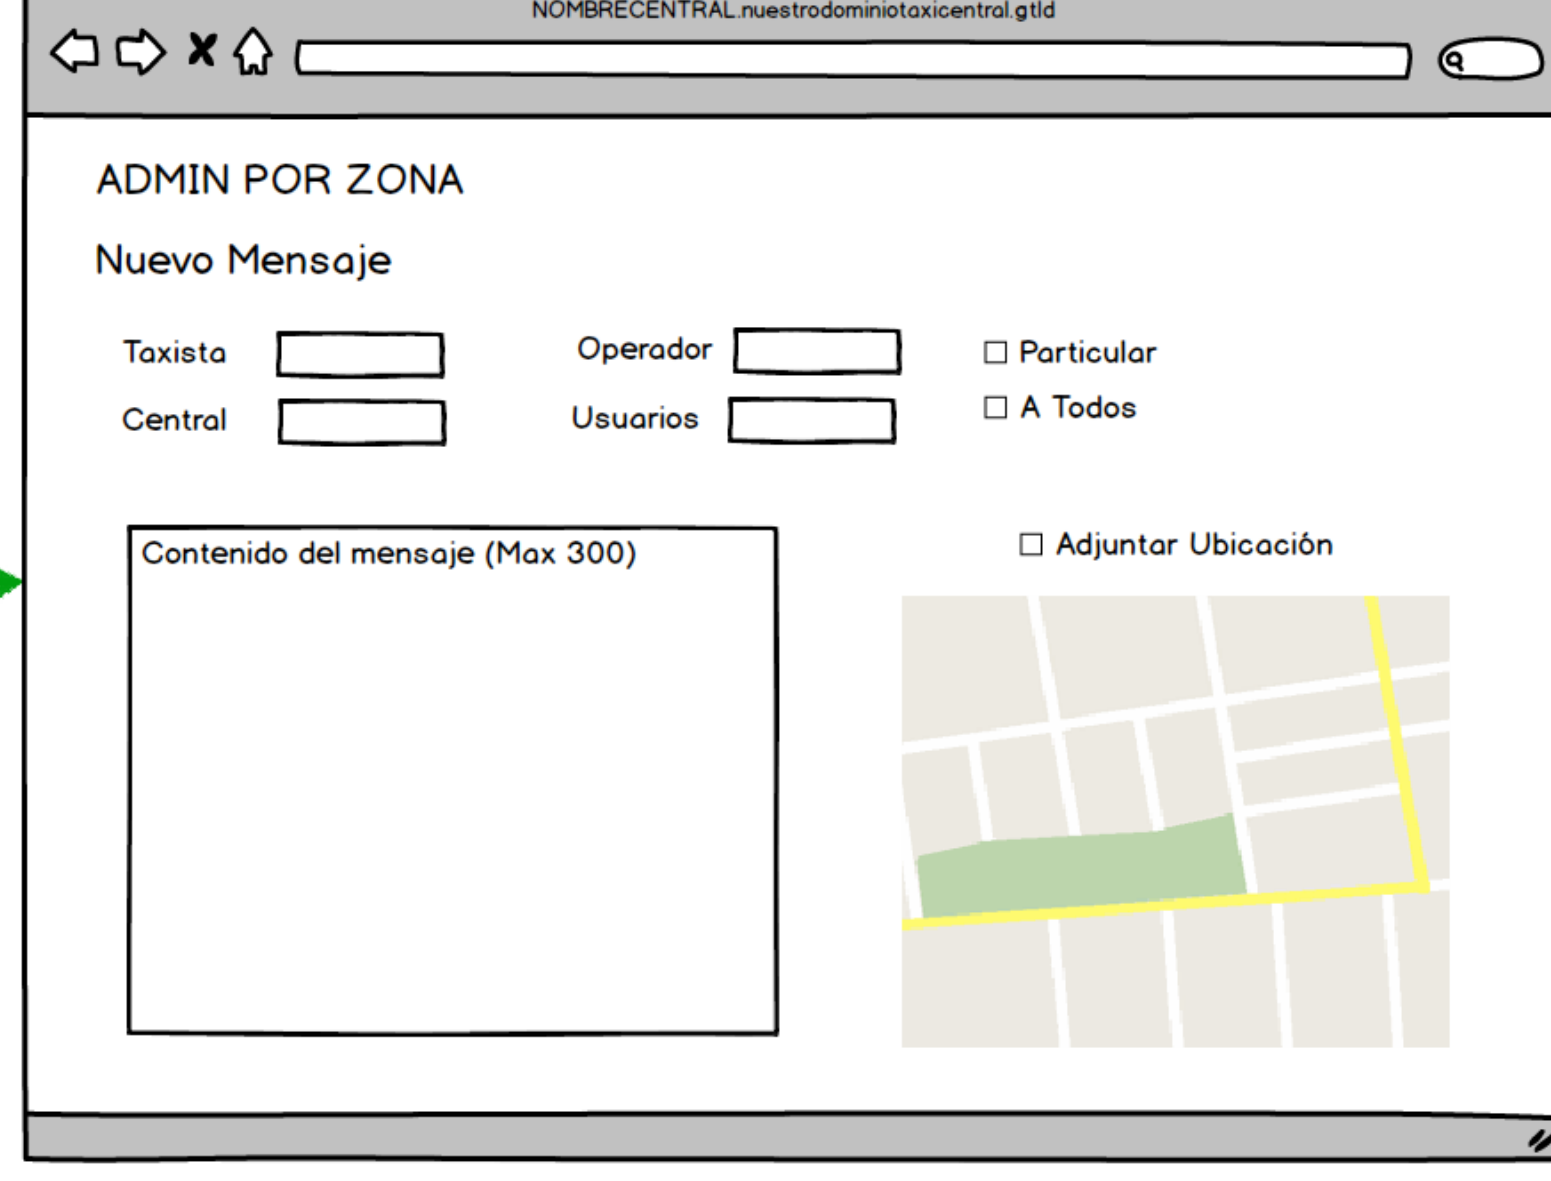 NOMBRECENTRAL.nuestrodominiotaxicentral.gtld
ADMIN POR ZONA
Nuevo Mensaje
Taxista
Operador
Particular
Central
Usuarios
A Todos
Contenido del mensaje (Max 300)
Adjuntar Ubicación